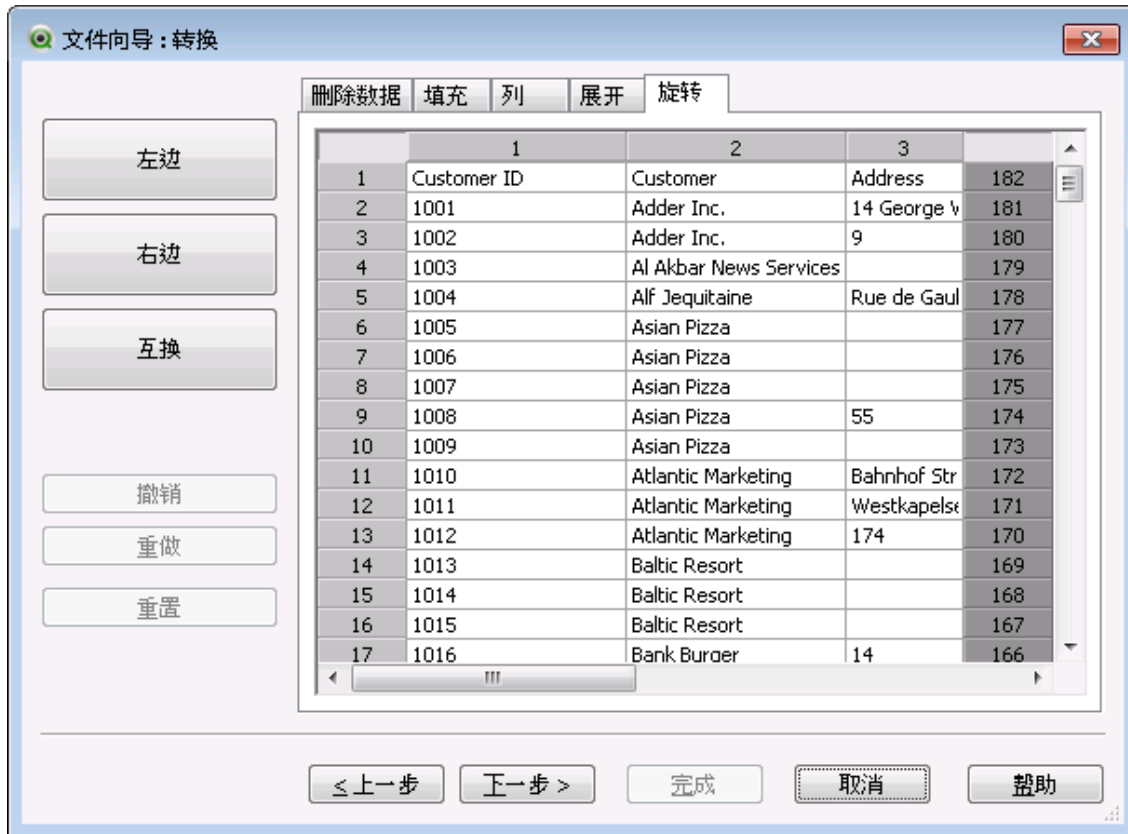 文件向导:转换
删除数据 填充 列 展开 旋转
左边
右边
互换
撤销
重做
重置
1 2 3
1 Customer ID Customer Address 182
2 1001 Adder Inc. 14 George 181
3 1002 Adder Inc. 9 180
4 1003 Al Akbar News Services 179
5 1004 Alf Jequitaine Rue de Gaul 178
6 1005 Asian Pizza 177
7 1006 Asian Pizza 176
8 1007 Asian Pizza 175
9 1008 Asian Pizza 55 174
10 1009 Asian Pizza 173
11 1010 Atlantic Marketing Bahnhof Str 172
12 1011 Atlantic Marketing Westkapelse 171
13 1012 Atlantic Marketing 174 170
14 1013 Baltic Resort 169
15 1014 Baltic Resort 168
16 1015 Baltic Resort 167
17 1016 Bank Burger 14 166
<上一步 下一步 > 完成 取消 帮助